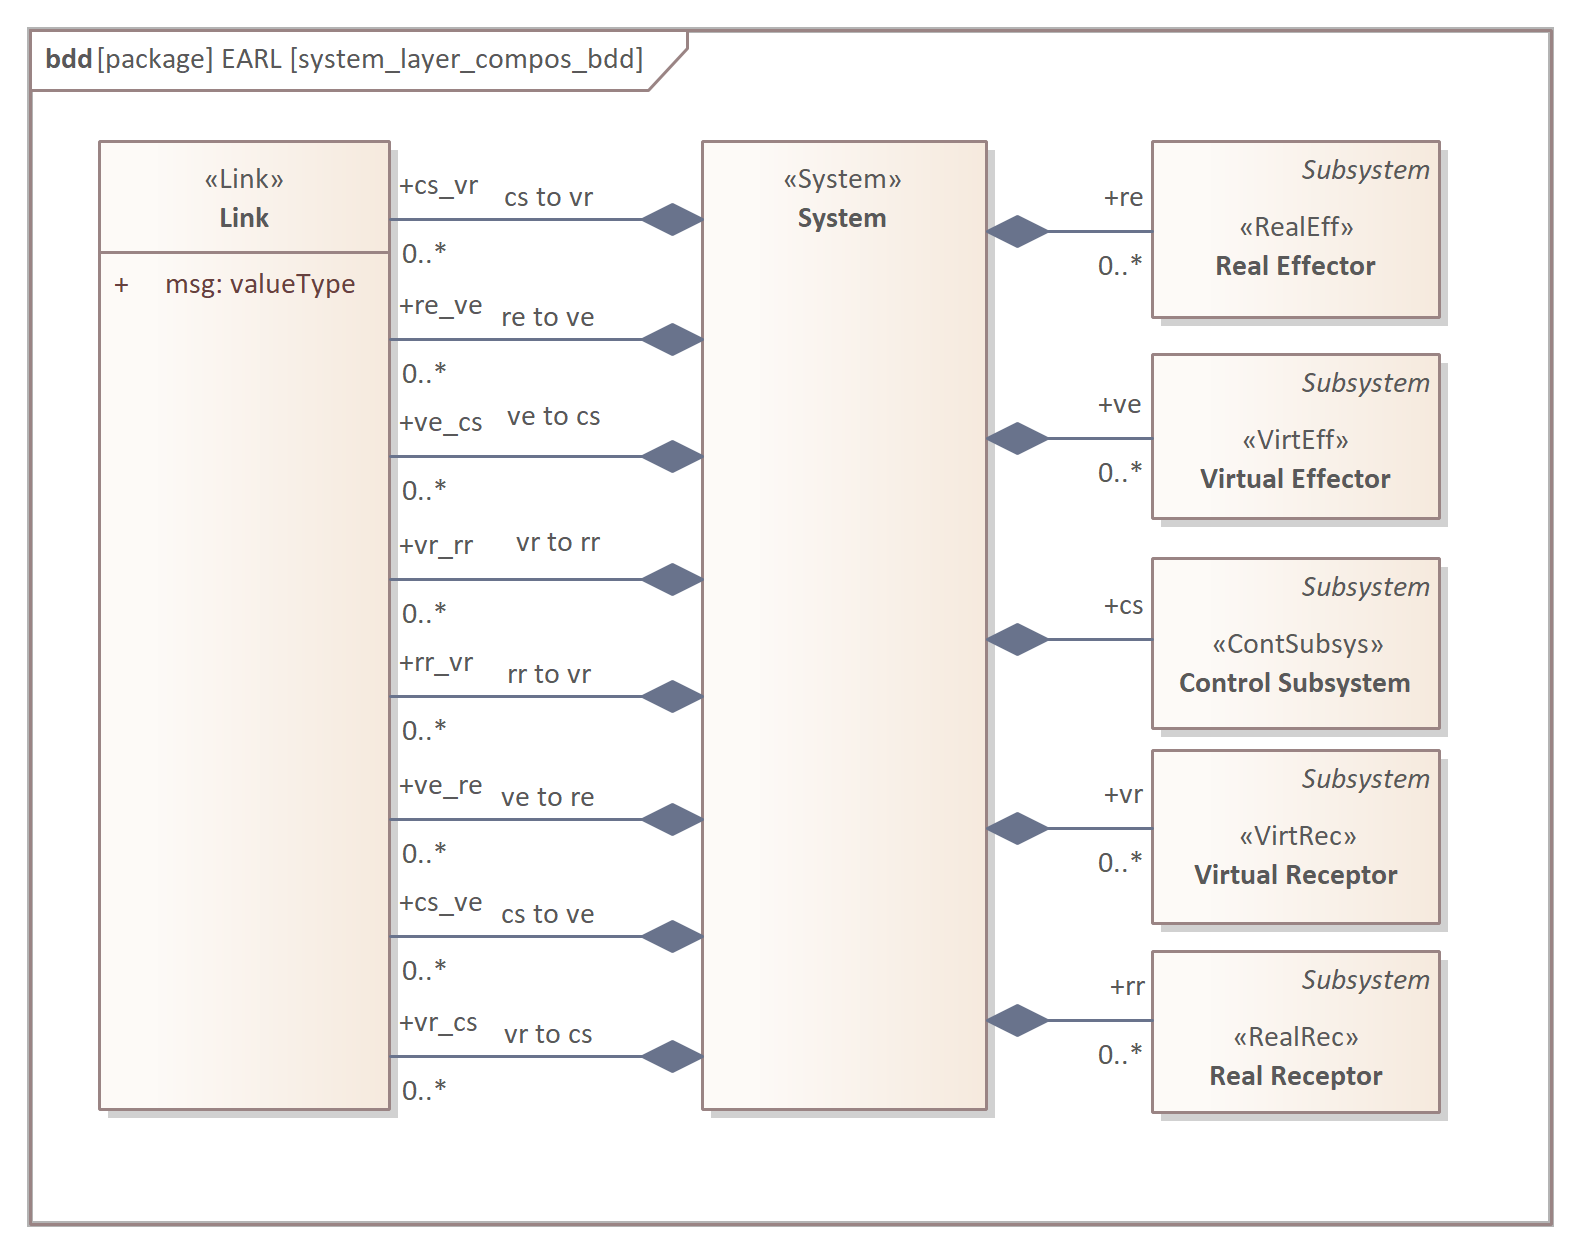 bdd [package] EARL [system_layer_compos_bdd]
«Link»
Link
+ msg: valueType
+cs_vr
cs to vr
0..*
+re_ve
re to ve
0..*
+ve_cs
ve to cs
0..*
+vr_rr
vr to rr
0..*
+rr_vr
rr to vr
0..*
+ve_re
ve to re
0..*
+cs_ve
cs to ve
0..*
+vr_cs
vr to cs
0..*
«System»
System
+re
0..*
Subsystem
«RealEff»
Real Effector
+ve
0..*
Subsystem
«VirtEff»
Virtual Effector
+cs
Subsystem
«ContSubsys»
Control Subsystem
+vr
0..*
Subsystem
«VirtRec»
Virtual Receptor
+rr
0..*
Subsystem
«RealRec»
Real Receptor